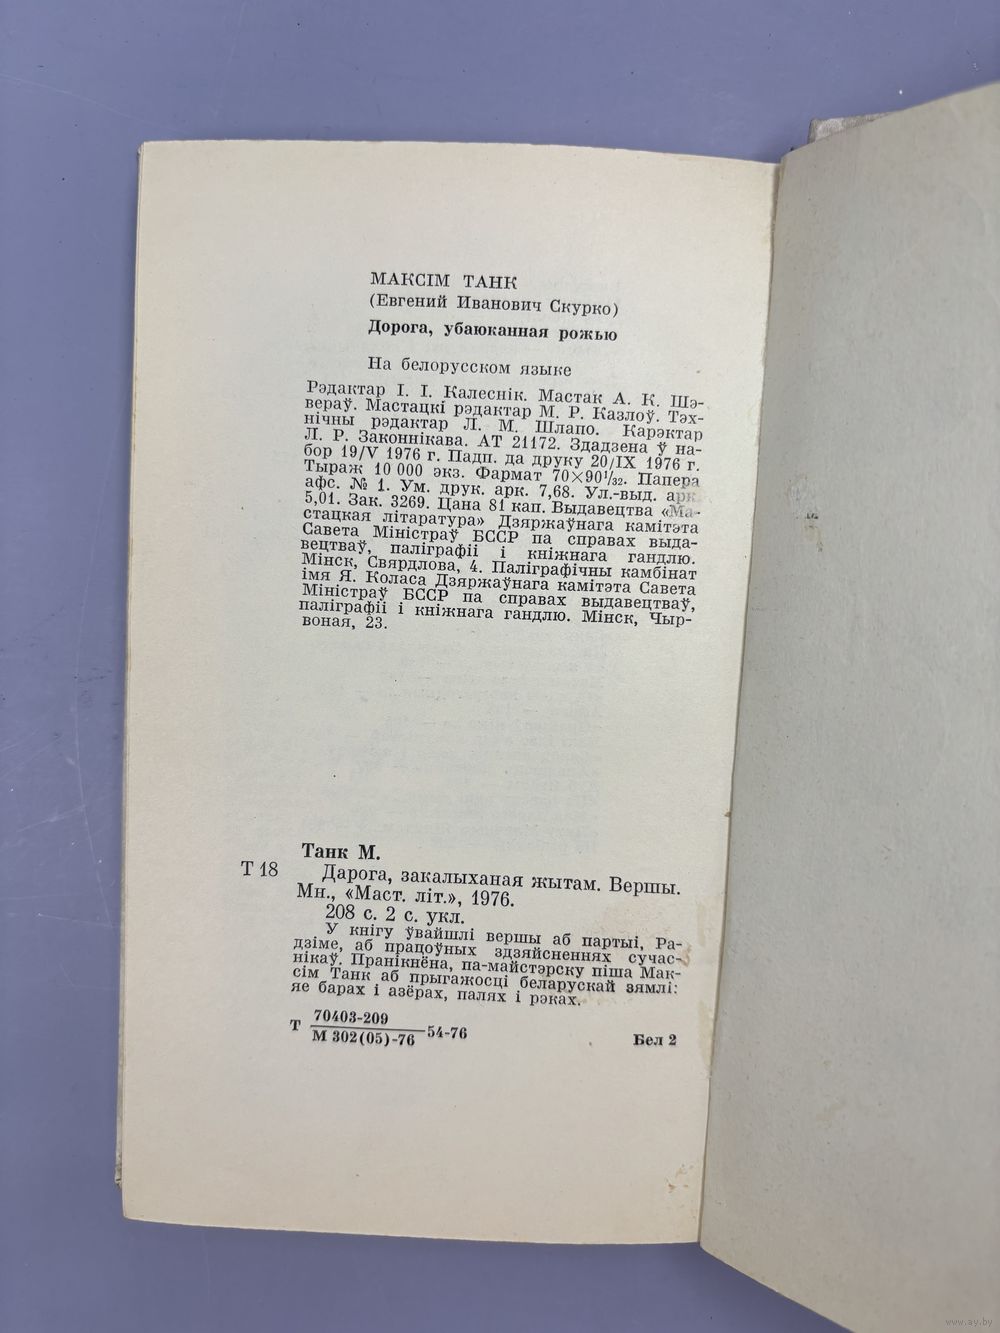 МАКСІМ ТАНК
(Евгений Иванович Скурко)
Дорога, убаюканная рожью
На белорусском языке
Рэдактар І. І. Калеснік. Мастак А. К. Шэ-
вераў. Мастацкі рэдактар М. Р. Казлоў. Тэх-
нічны рэдактар Л. М. Шлапо. Карэктар
Л. Р. Законнікава. АТ 21172. Здадзена ў на-
бор 19/V 1976 г. Падп. да друку 20/IX 1976 г.
Тыраж 10 000 экз. Фармат 70×90¹/₃₂. Папера
афс. № 1. Ум. друк. арк. 7,68. Ул.-выд. арк.
5,01. Зак. 3269. Цана 81 кап. Выдавецтва «Ма-
стацкая літаратура» Дзяржаўнага камітэта
Савета Міністраў БССР па справах выда-
вецтваў, паліграфіі і кніжнага гандлю.
Мінск, Свярдлова, 4. Паліграфічны камбінат
імя Я. Коласа Дзяржаўнага камітэта Савета
Міністраў БССР па справах выдавецтваў,
паліграфіі і кніжнага гандлю. Мінск, Чыр-
воная, 23.
Танк М.
Т 18
Дарога, закалыханая жытам. Вершы.
Мн., «Маст. літ.», 1976.
208 с. 2 с. укл.
У кнігу ўвайшлі вершы аб партыі, Ра-
дзіме, аб працоўных здзяйсненнях сучас-
нікаў. Пранікнёна, па-майстэрску піша Мак-
сім Танк аб прыгажосці беларускай зямлі:
яе барах і азёрах, палях і рэках.
Т 70403-209
М 302(05)-76 54-76
Бел 2
www.ay.by